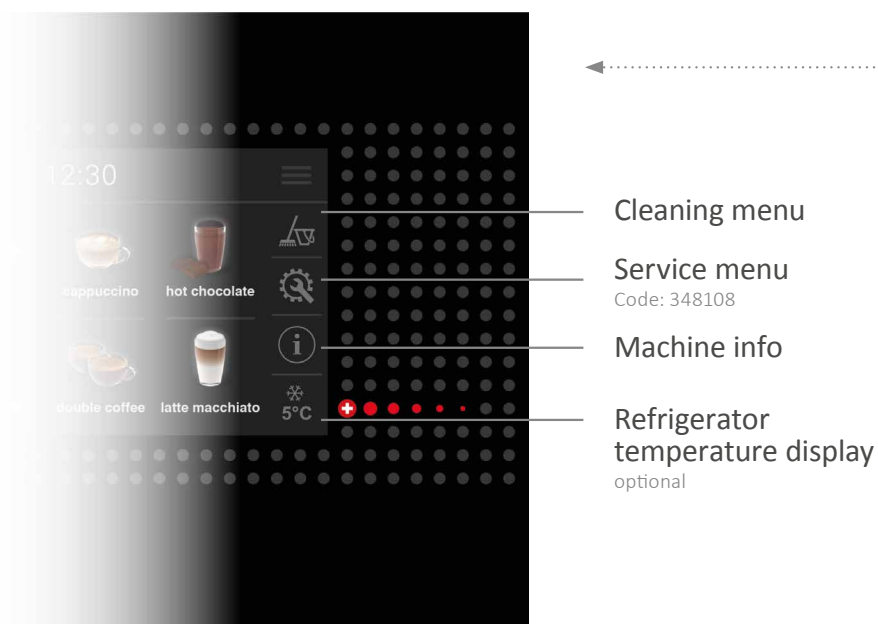 12:30
Cleaning menu
cappuccino
hot chocolate
Service menu
Code: 348108
Machine info
double coffee
latte macchiato
5°C
Refrigerator
temperature display
optional